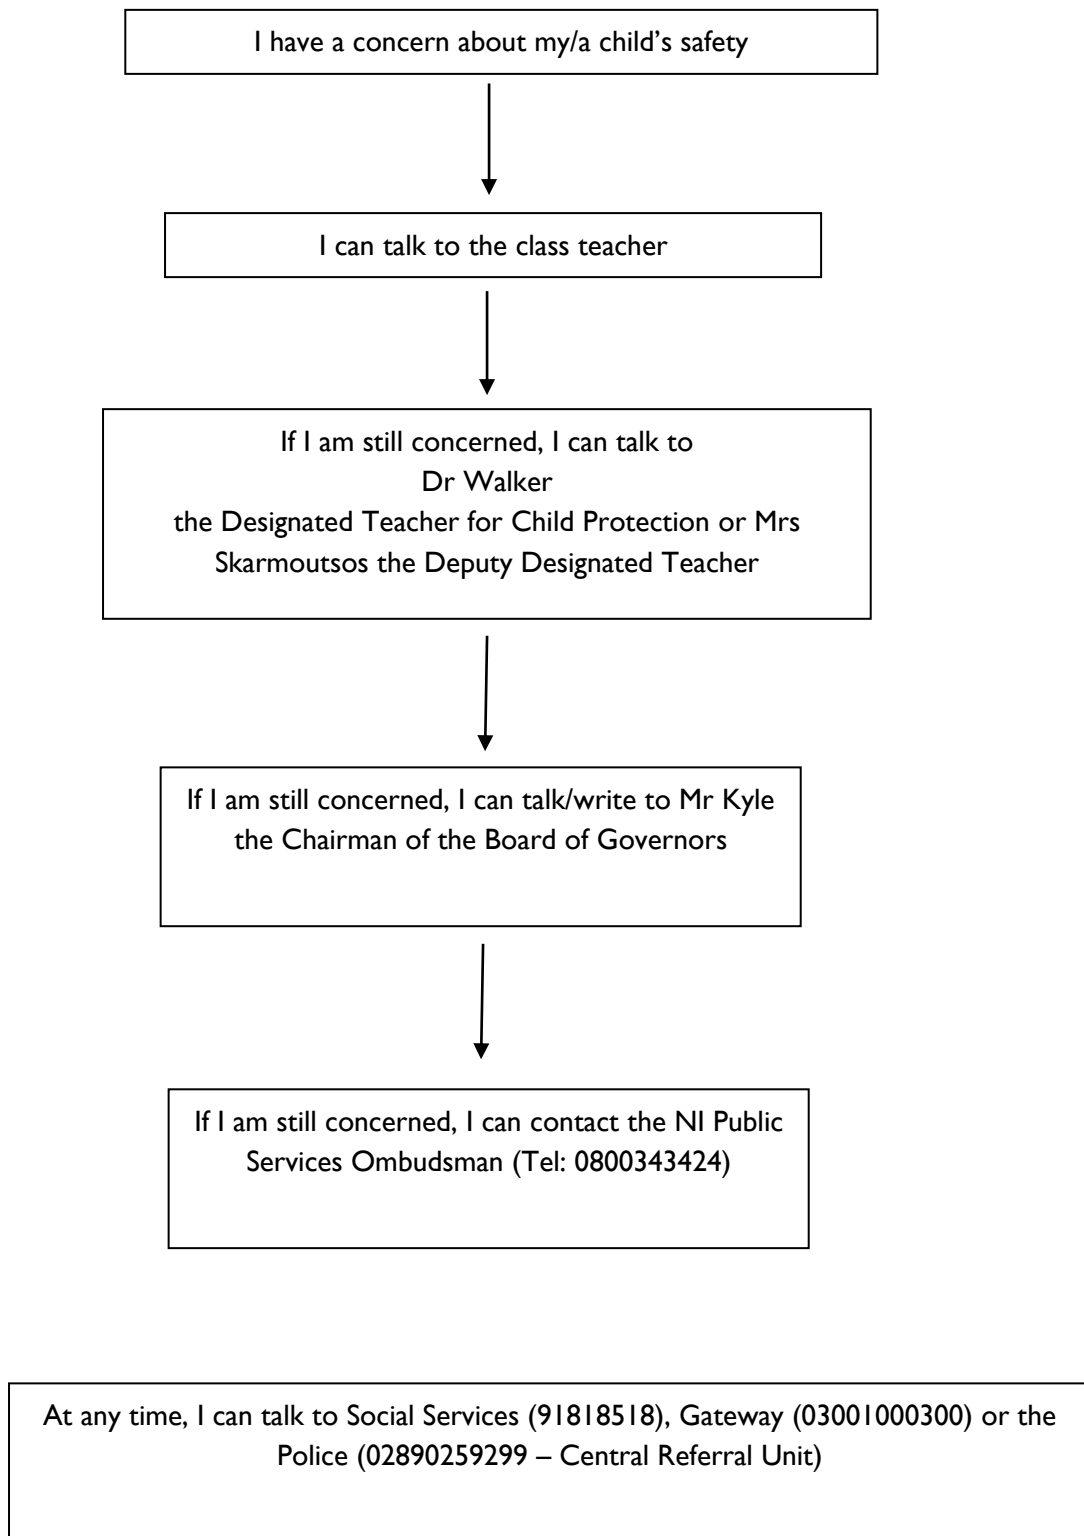 I have a concern about my/a child’s safety
I can talk to the class teacher
If I am still concerned, I can talk to
Dr Walker
the Designated Teacher for Child Protection or Mrs
Skarmoutsos the Deputy Designated Teacher
If I am still concerned, I can talk/write to Mr Kyle
the Chairman of the Board of Governors
If I am still concerned, I can contact the NI Public
Services Ombudsman (Tel: 0800343424)
At any time, I can talk to Social Services (91818518), Gateway (03001000300) or the
Police (02890259299 – Central Referral Unit)